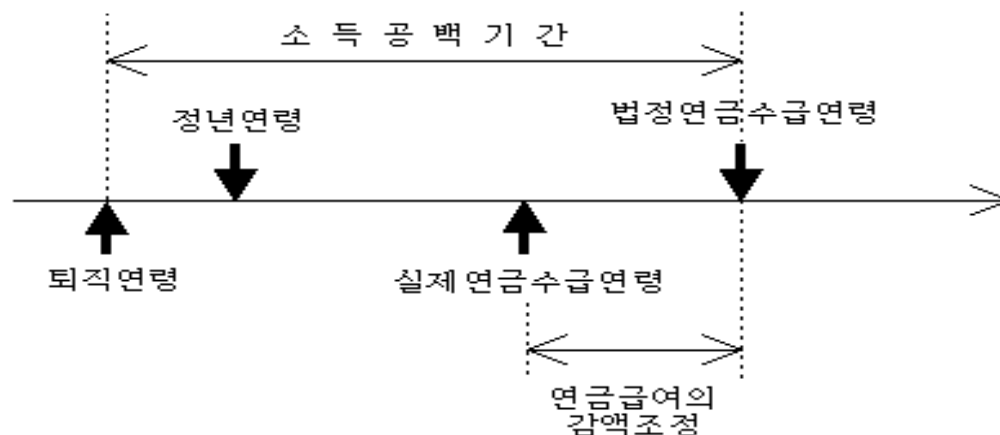 소 득 공 백 기 간
정년연령
법정연금수급연령
퇴직연령
실제연금수급연령
연금급여의
감액조정